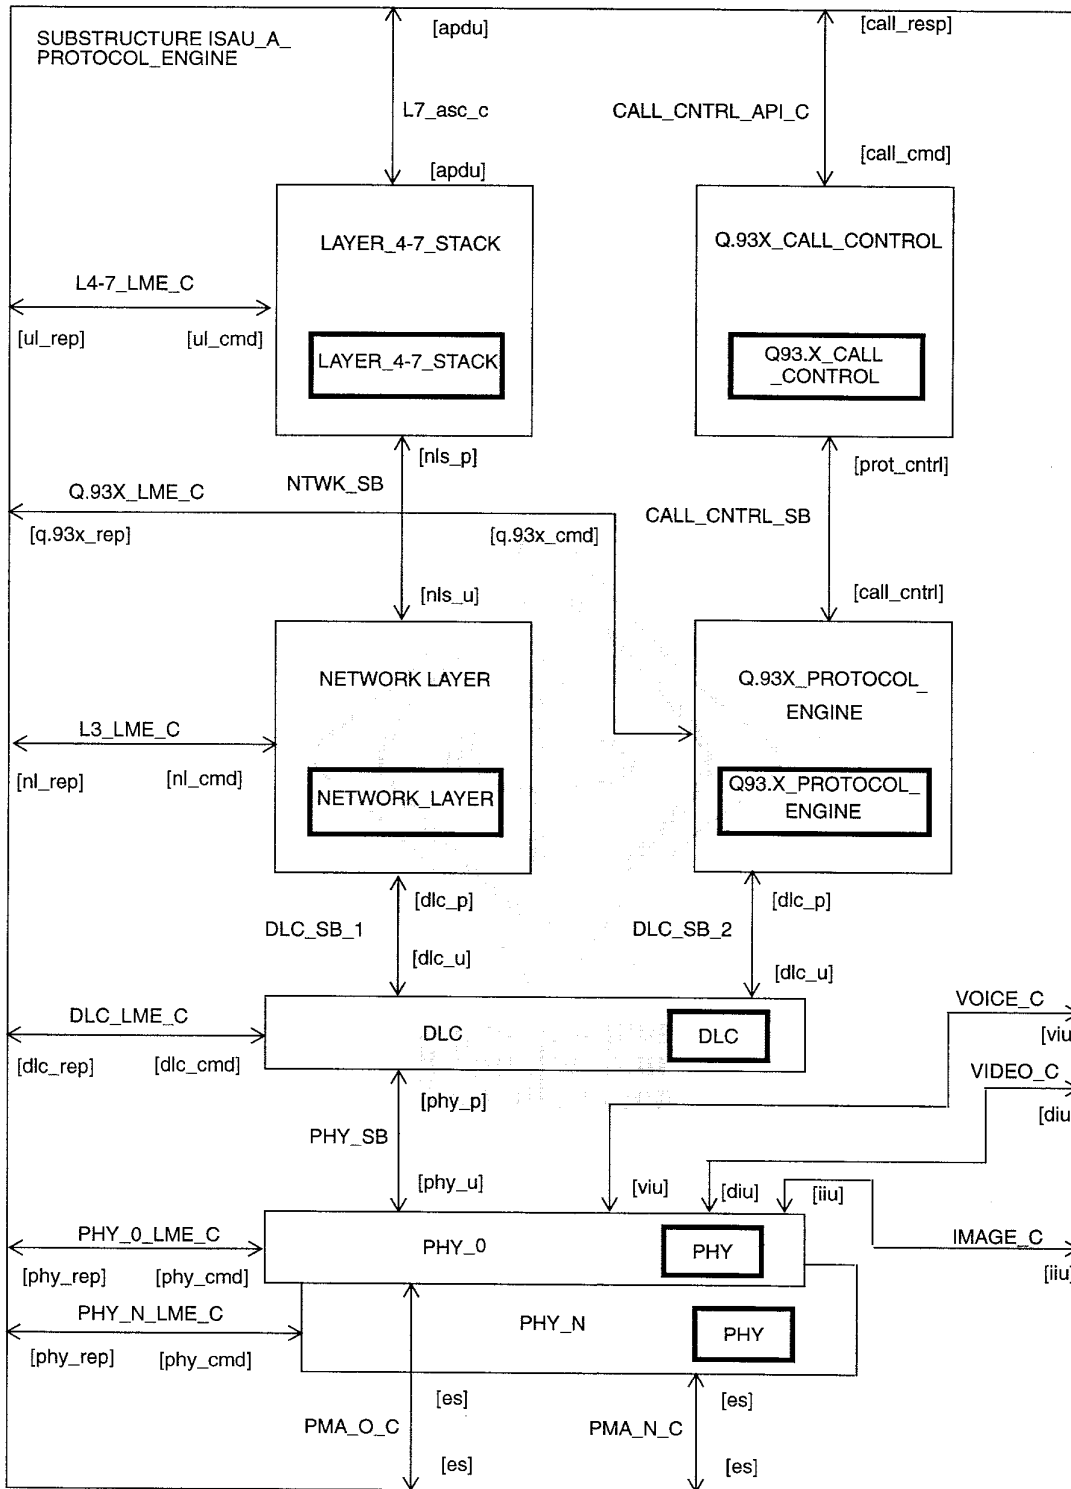 [apdu]
[call_resp]
SUBSTRUCTURE ISAU_A_
PROTOCOL_ENGINE
L7_asc_c
CALL_CNTRL_API_C
[apdu]
[call_cmd]
LAYER_4-7_STACK
Q.93X_CALL_CONTROL
L4-7_LME_C
[ul_rep]
[ul_cmd]
LAYER_4-7_STACK
Q93.X_CALL
_CONTROL
[nls_p]
[prot_cntrl]
NTWK_SB
Q.93X_LME_C
CALL_CNTRL_SB
[q.93x_rep]
[q.93x_cmd]
[nls_u]
[call_cntrl]
NETWORK LAYER
Q.93X_PROTOCOL_
ENGINE
L3_LME_C
[nl_rep]
[nl_cmd]
NETWORK_LAYER
Q93.X_PROTOCOL_
ENGINE
[dlc_p]
[dlc_p]
DLC_SB_1
DLC_SB_2
[dlc_u]
[dlc_u]
DLC_LME_C
[dlc_rep]
[dlc_cmd]
DLC
DLC
VOICE_C
[viu
VIDEO_C
[diu
[phy_p]
PHY_SB
[phy_u]
[viu]
[diu]
[iiu]
PHY_0_LME_C
[phy_rep]
[phy_cmd]
PHY_0
PHY
IMAGE_C
[iiu]
PHY_N_LME_C
[phy_rep]
[phy_cmd]
PHY_N
PHY
[es]
[es]
PMA_O_C
PMA_N_C
[es]
[es]